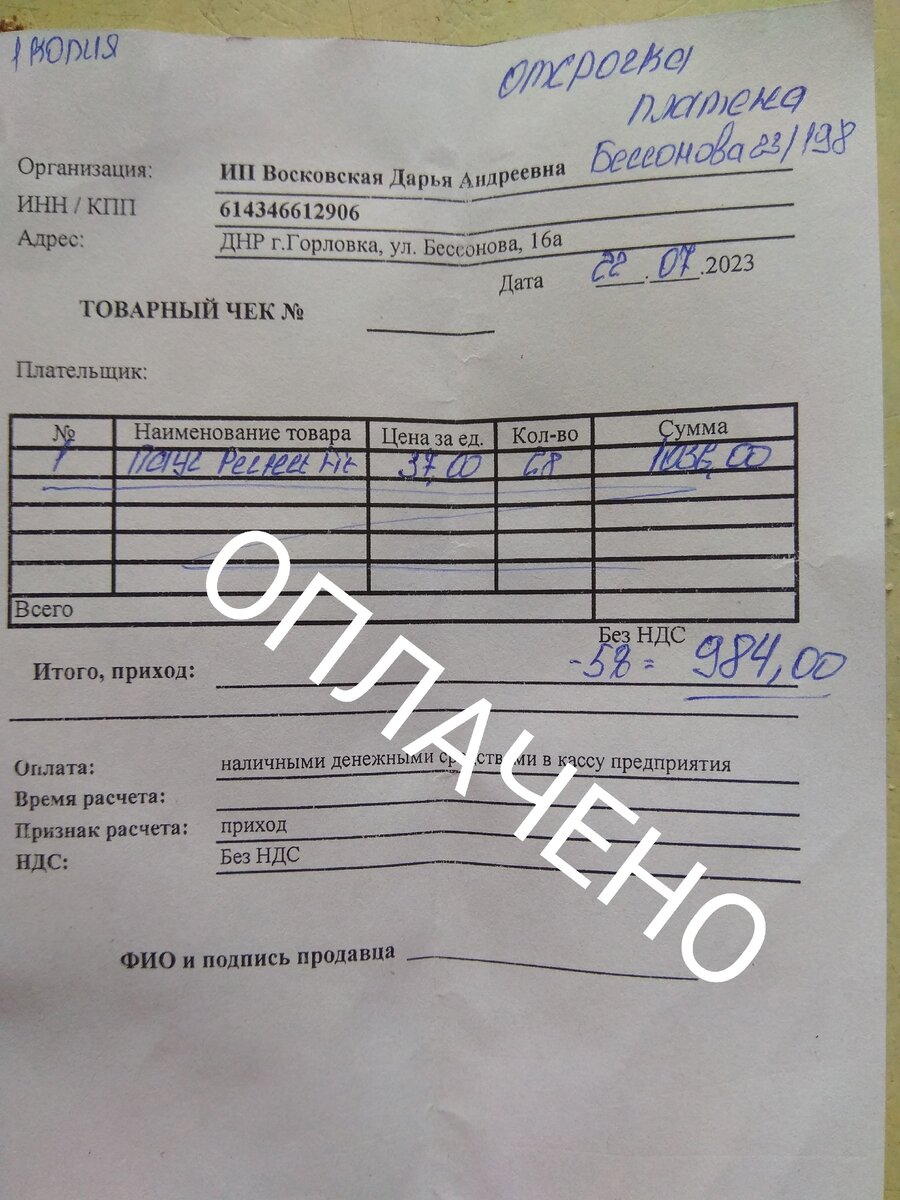 1 копия
отсрочка
платежа
Бессонова 23/198
Организация: ИП Восковская Дарья Андреевна
ИНН / КПП 614346612906
Адрес: ДНР г.Горловка, ул. Бессонова, 16а
Дата 22.07.2023
ТОВАРНЫЙ ЧЕК №
Плательщик:
№ Наименование товара Цена за ед. Кол-во Сумма
1 37,00 28 1036,00
Всего
Без НДС
Итого, приход: 984,00
Оплата: наличными денежными средствами в кассу предприятия
Время расчета:
Признак расчета: приход
НДС: Без НДС
ФИО и подпись продавца
ОПЛАЧЕНО